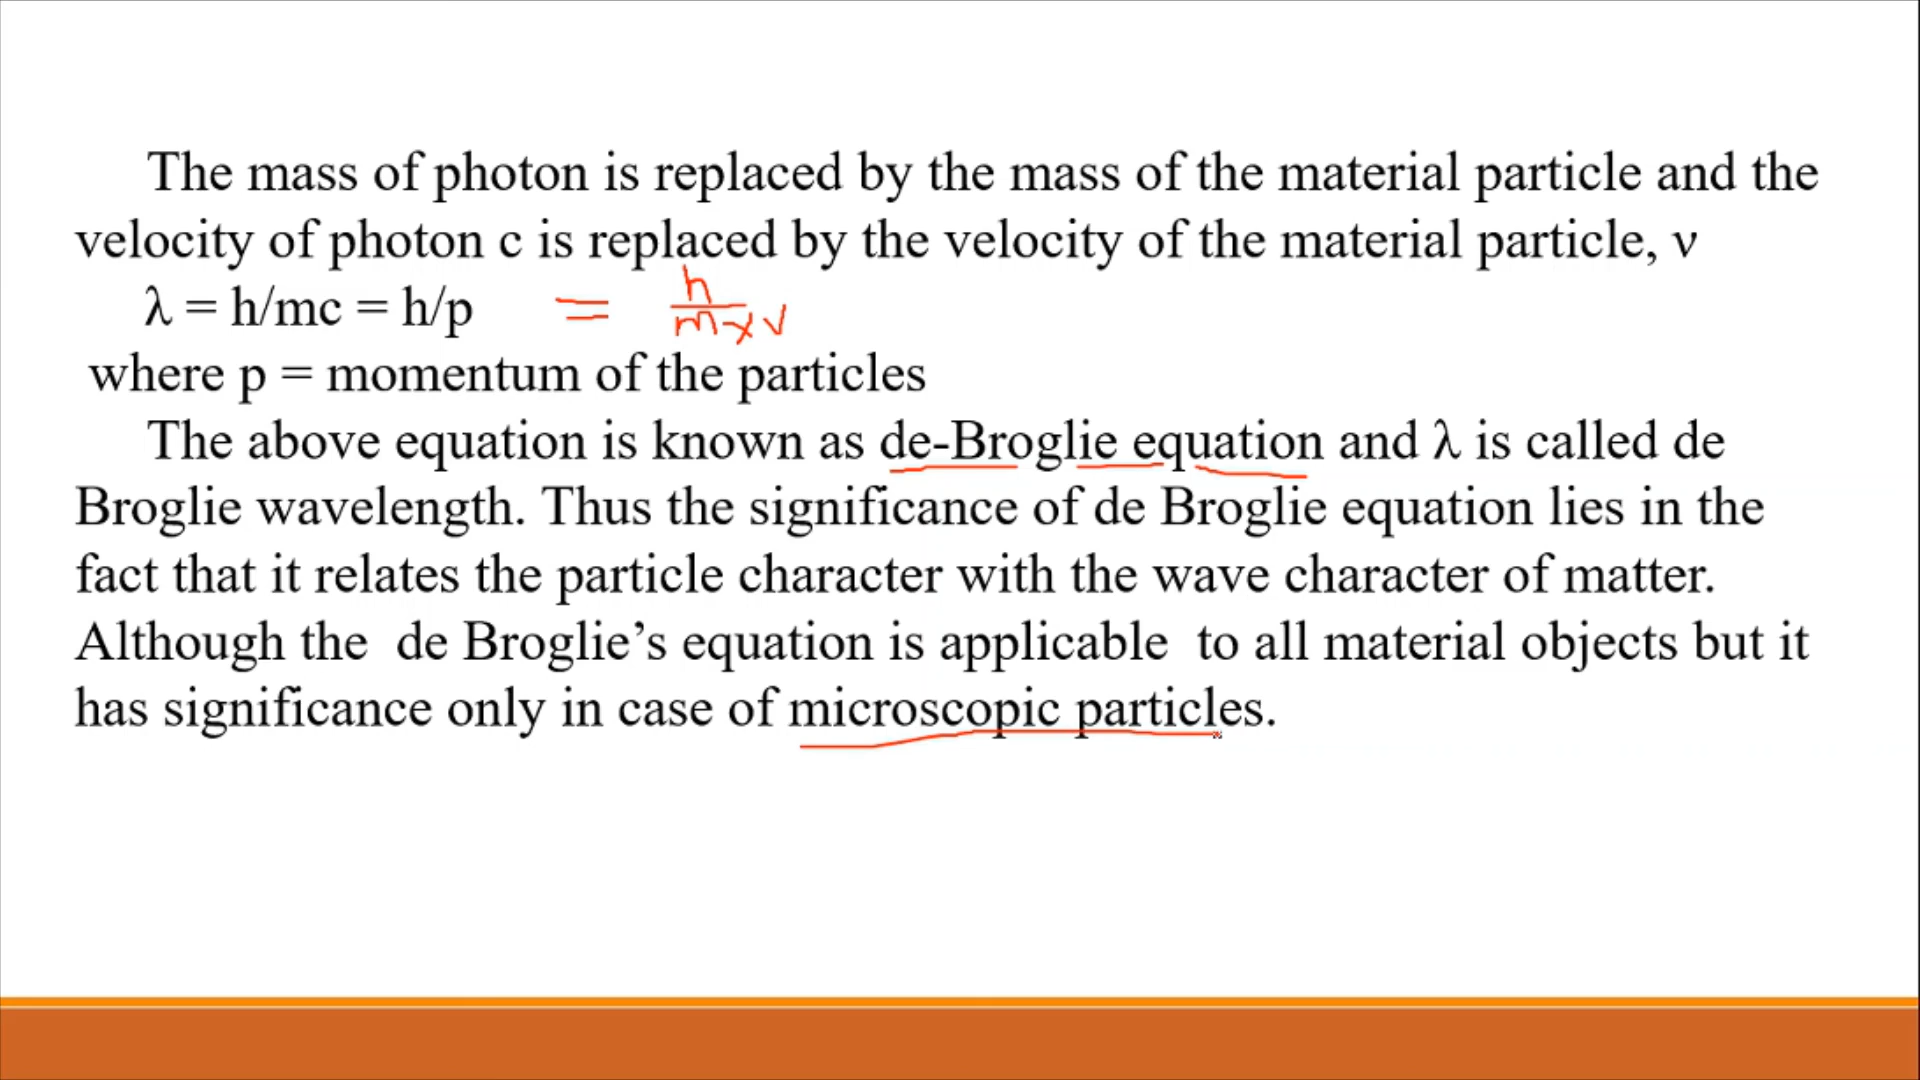 The mass of photon is replaced by the mass of the material particle and the
velocity of photon c is replaced by the velocity of the material particle, ν
λ = h/mc = h/p = h/m×v
where p = momentum of the particles
The above equation is known as de-Broglie equation and λ is called de
Broglie wavelength. Thus the significance of de Broglie equation lies in the
fact that it relates the particle character with the wave character of matter.
Although the de Broglie’s equation is applicable to all material objects but it
has significance only in case of microscopic particles.